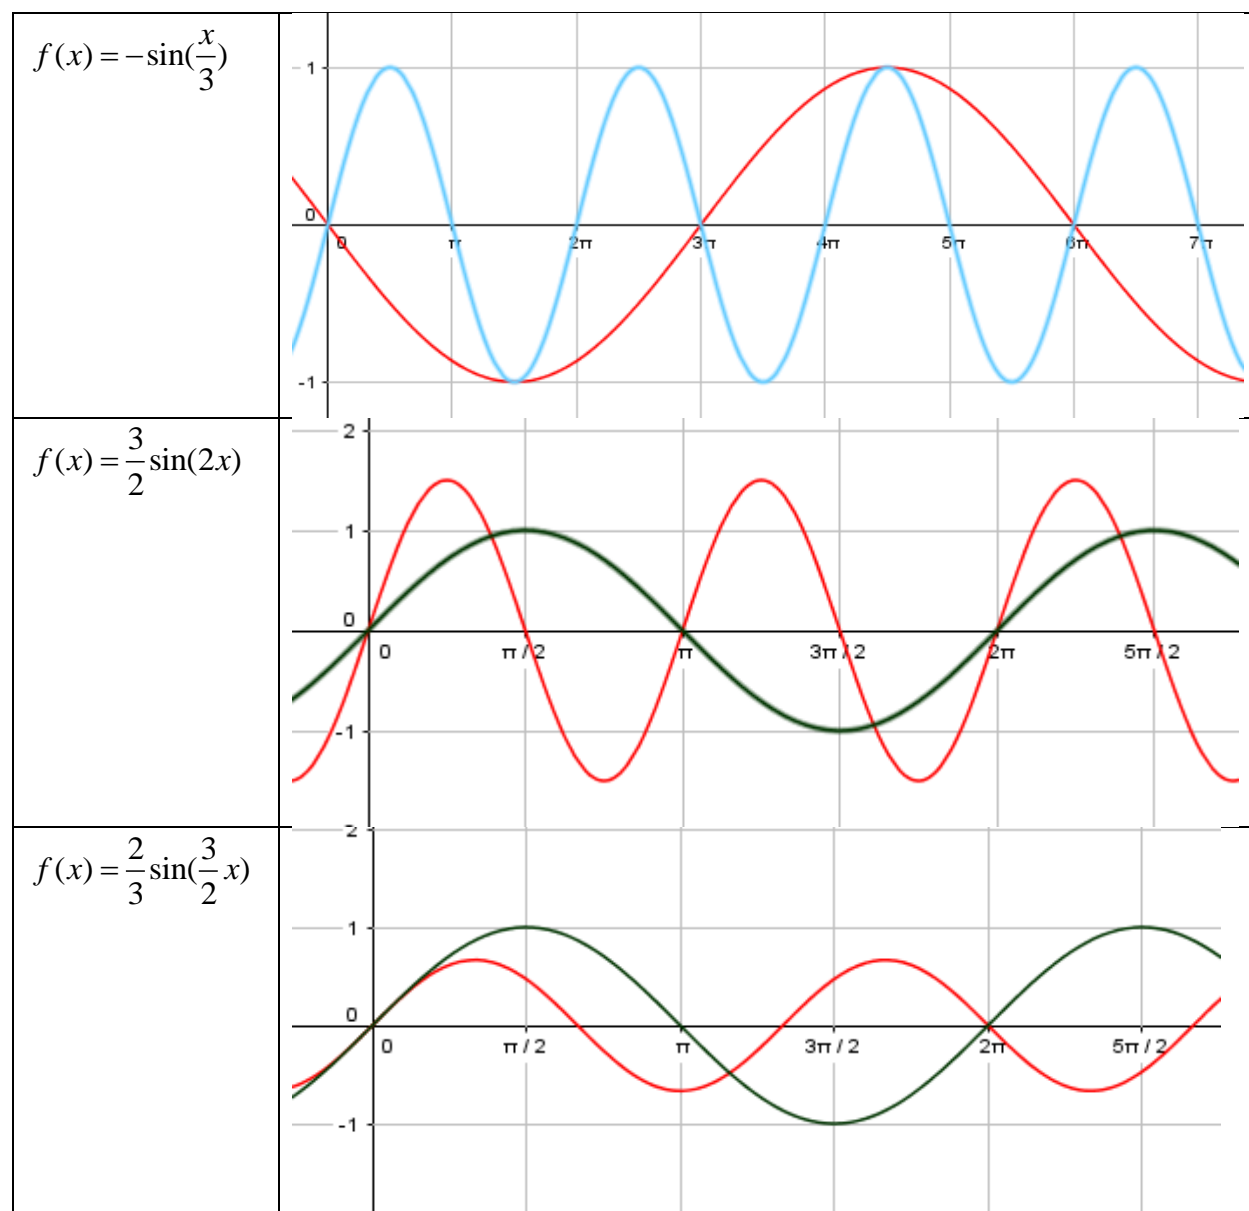 f(x) = −sin(x/3)
1
0
0 π 2π 3π 4π 5π 6π 7π
-1
f(x) = 3/2 sin(2x)
2
1
0
0 π / 2 π 3π / 2 2π 5π / 2
-1
f(x) = 2/3 sin(3/2 x)
2
1
0
0 π / 2 π 3π / 2 2π 5π / 2
-1